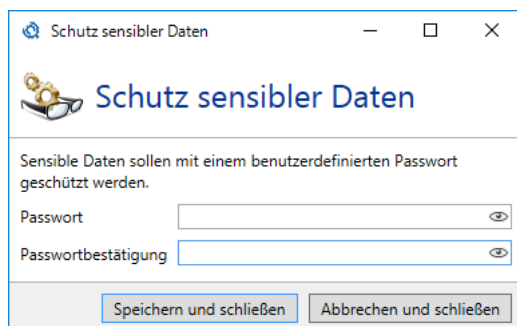 Schutz sensibler Daten
Schutz sensibler Daten
Sensible Daten sollen mit einem benutzerdefinierten Passwort
geschützt werden.
Passwort
Passwortbestätigung
Speichern und schließen Abbrechen und schließen